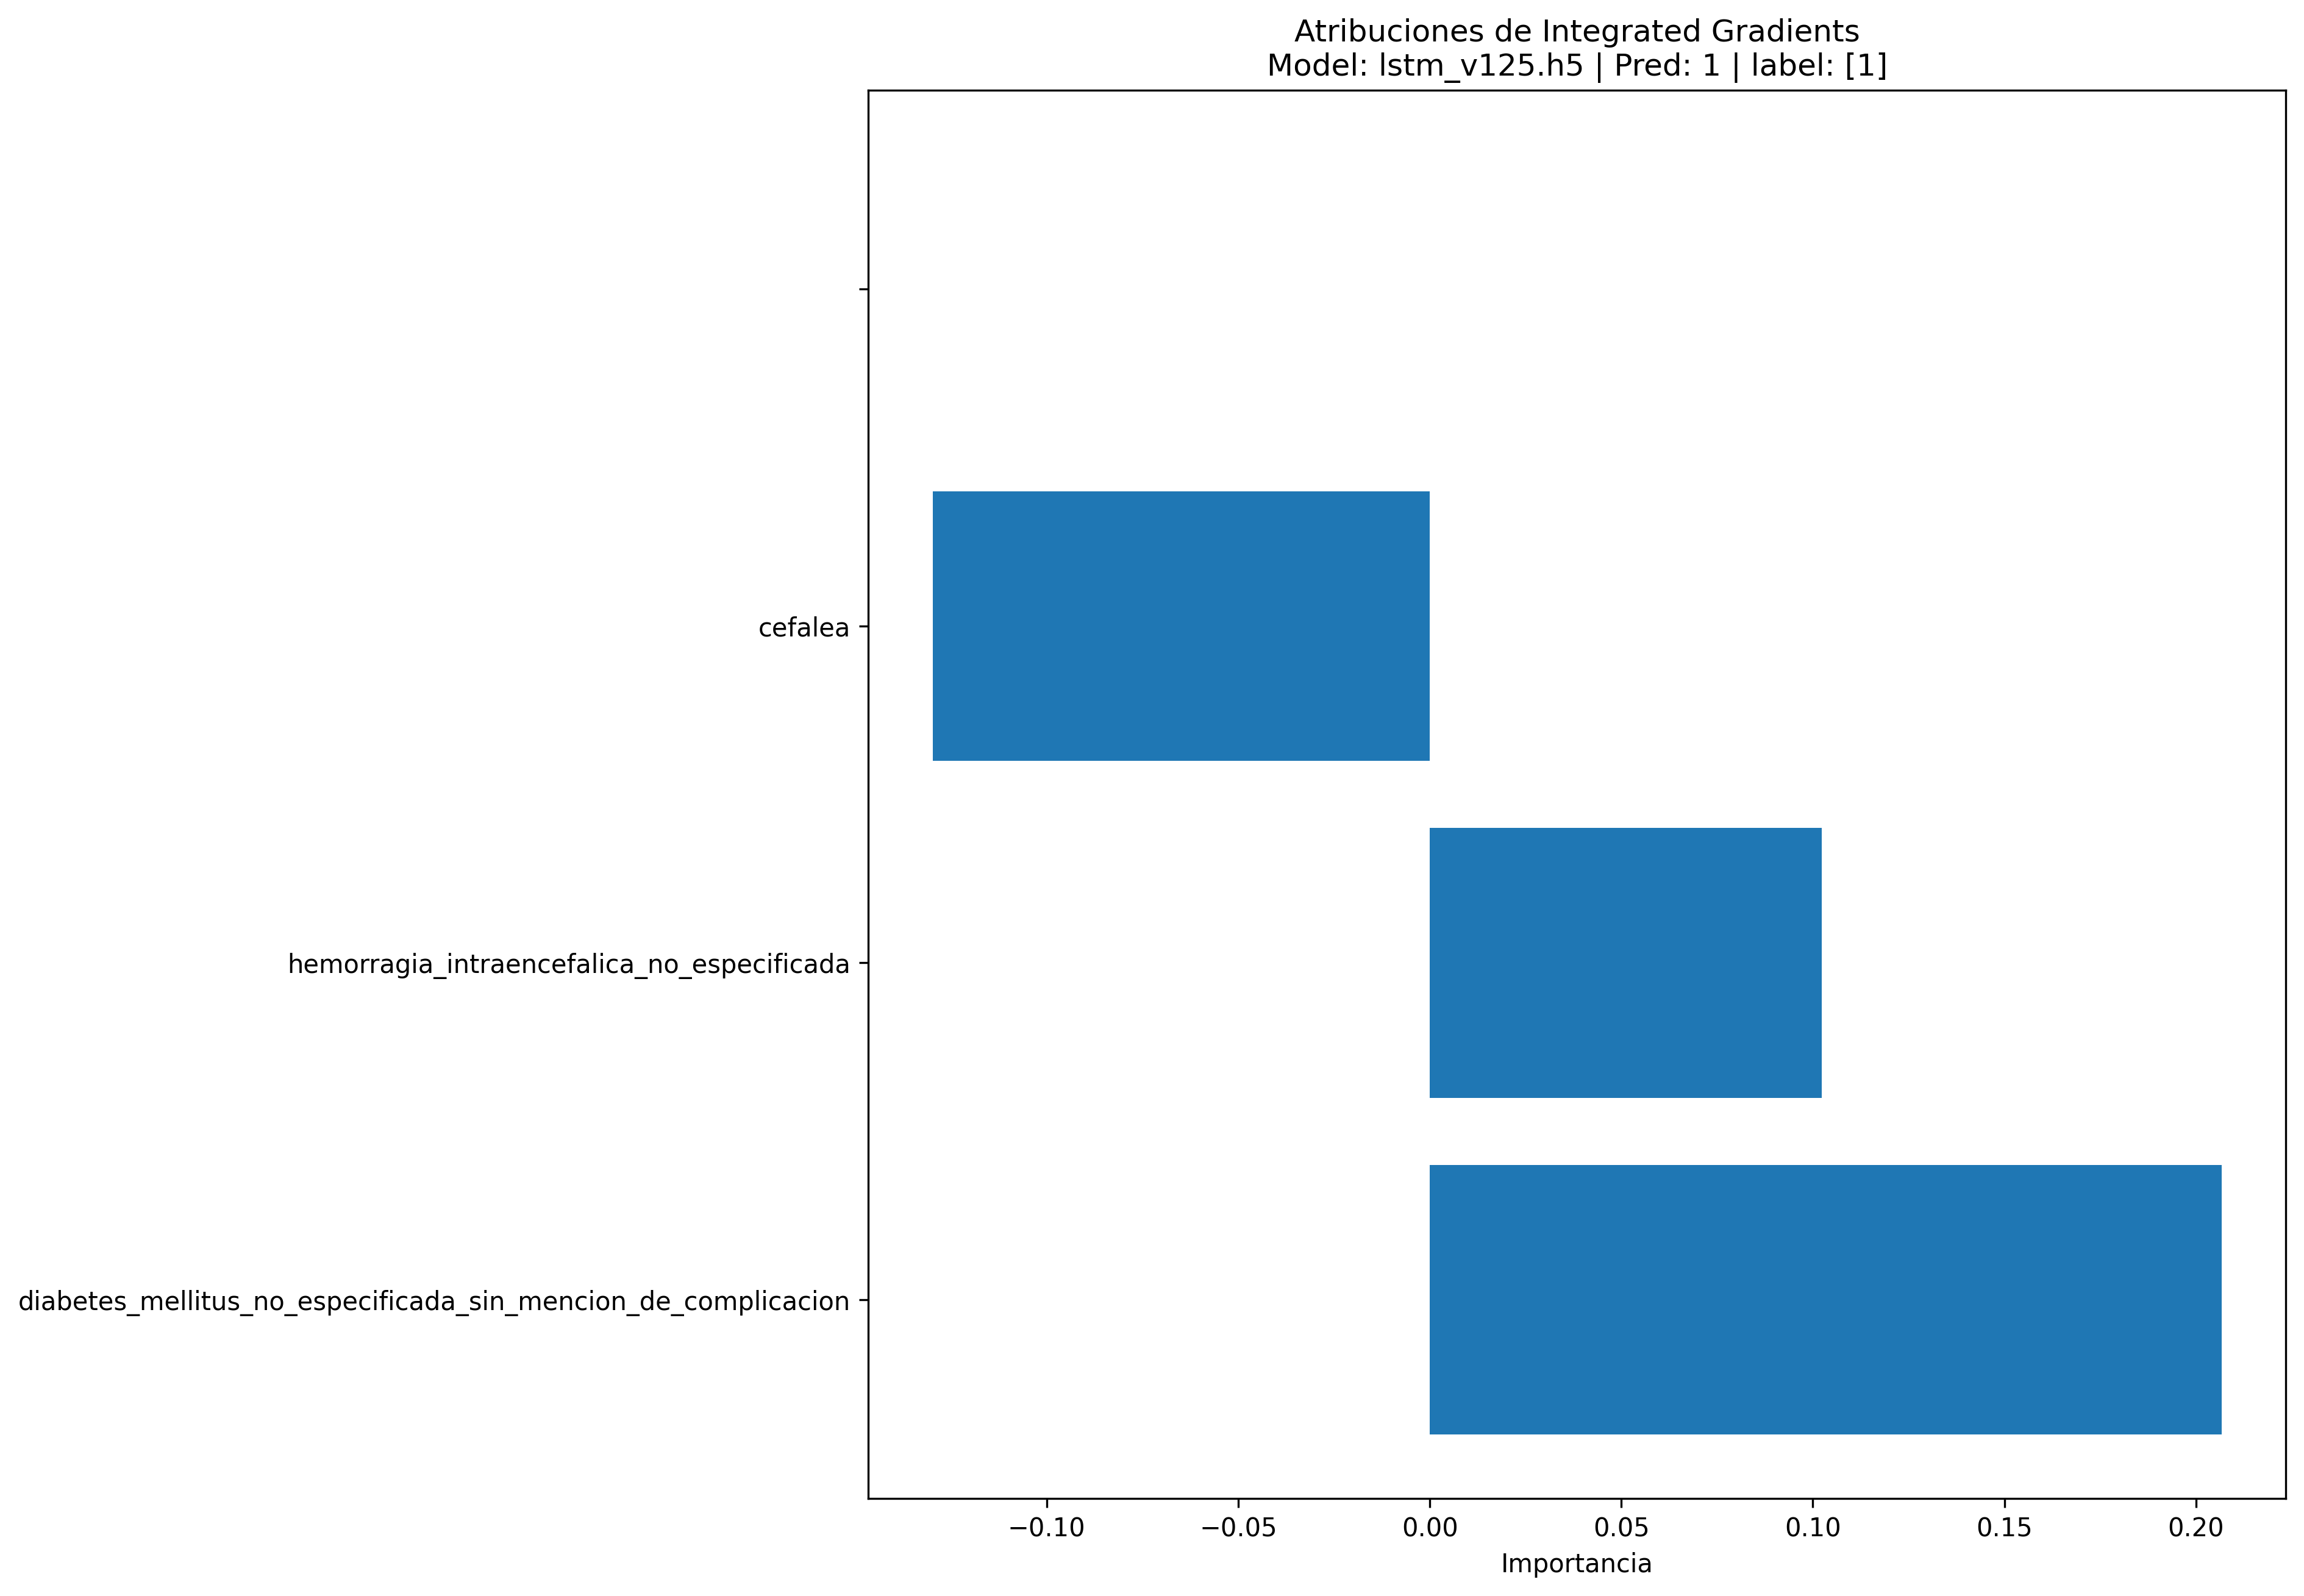 Atribuciones de Integrated Gradients
Model: lstm_v125.h5 | Pred: 1 | label: [1]
cefalea
hemorragia_intraencefalica_no_especificada
diabetes_mellitus_no_especificada_sin_mencion_de_complicacion
−0.10 −0.05 0.00 0.05 0.10 0.15 0.20
Importancia